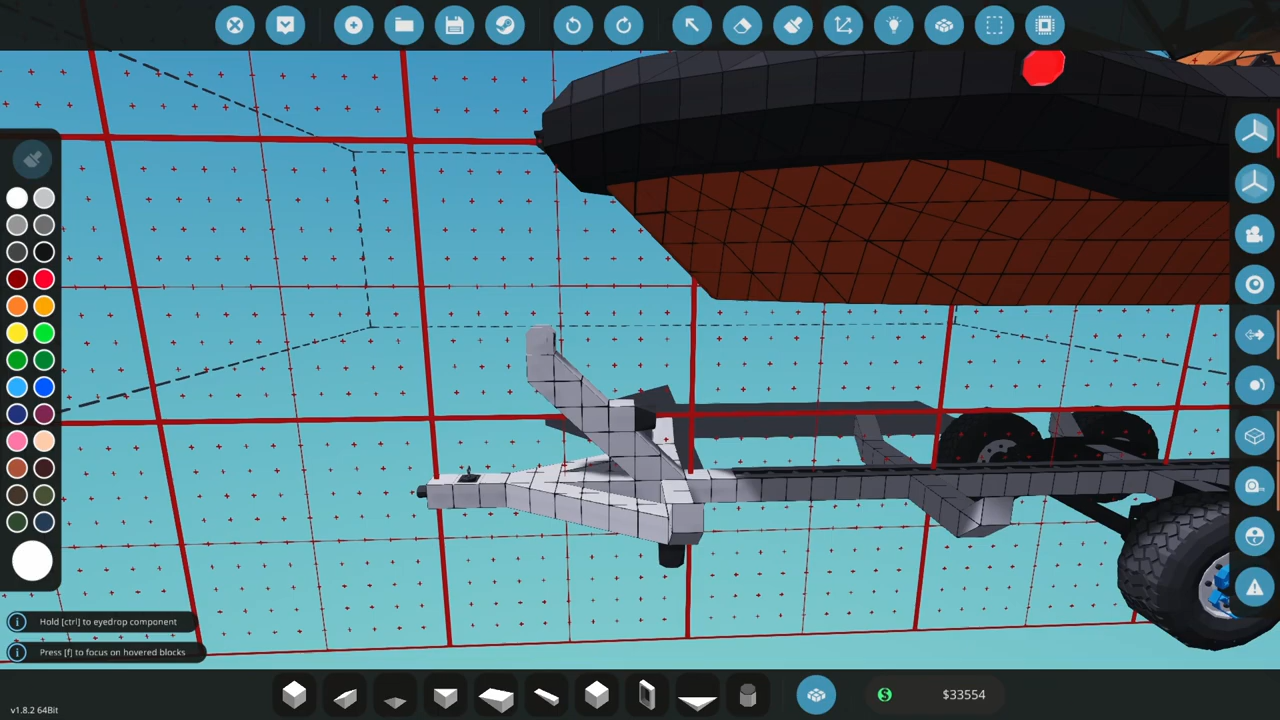 Hold [ctrl] to eyedrop component
Press [f] to focus on hovered blocks
$33554
v1.8.2 64Bit